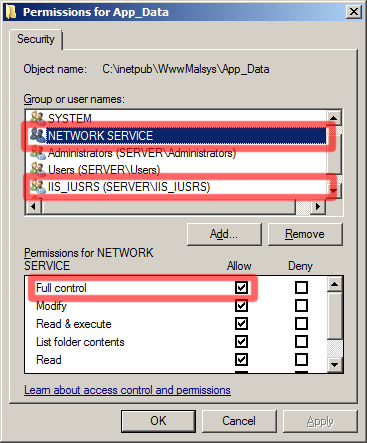 Permissions for App_Data
Security
Object name: C:\inetpub\WwwMalsys\App_Data
Group or user names:
SYSTEM
NETWORK SERVICE
Administrators (SERVER\Administrators)
Users (SERVER\Users)
IIS_IUSRS (SERVER\IIS_IUSRS)
Add...
Remove
Permissions for NETWORK
SERVICE Allow Deny
Full control
Modify
Read & execute
List folder contents
Read
Learn about access control and permissions
OK
Cancel
Apply